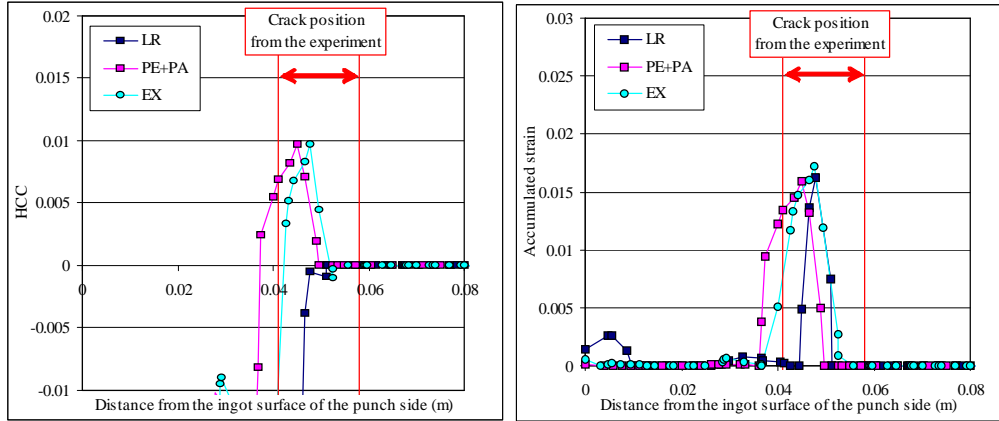 0.02
0.015
0.01
0.005
0
-0.005
-0.01
HCC
LR
PE+PA
EX
Crack position
from the experiment
0 0.02 0.04 0.06 0.08
Distance from the ingot surface of the punch side (m)
0.03
0.025
0.02
0.015
0.01
0.005
0
Accumulated strain
LR
PE+PA
EX
Crack position
from the experiment
0 0.02 0.04 0.06 0.08
Distance from the ingot surface of the punch side (m)